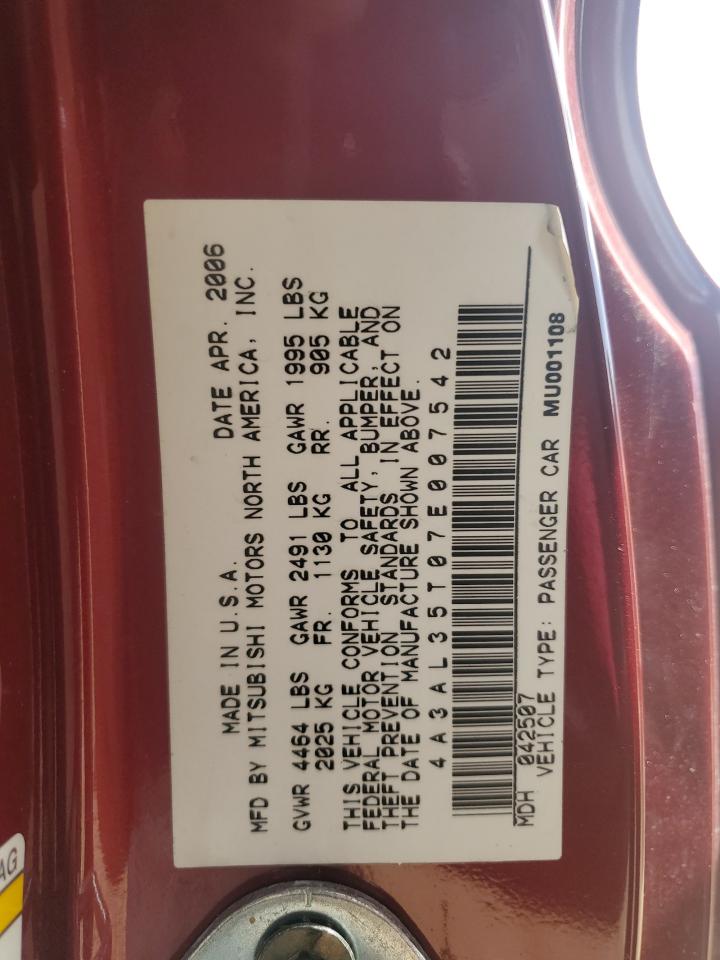 MADE IN U.S.A. DATE APR. 2006
MFD BY MITSUBISHI MOTORS NORTH AMERICA, INC.
GVWR 4464 LBS GAWR 2491 LBS GAWR 1995 LBS
2025 KG FR. 1130 KG RR. 905 KG
THIS VEHICLE CONFORMS TO ALL APPLICABLE
FEDERAL MOTOR VEHICLE SAFETY, BUMPER, AND
THEFT PREVENTION STANDARDS IN EFFECT ON
THE DATE OF MANUFACTURE SHOWN ABOVE.
4A3AL35T07E007542
MDH 042507
VEHICLE TYPE: PASSENGER CAR MU001108
AG